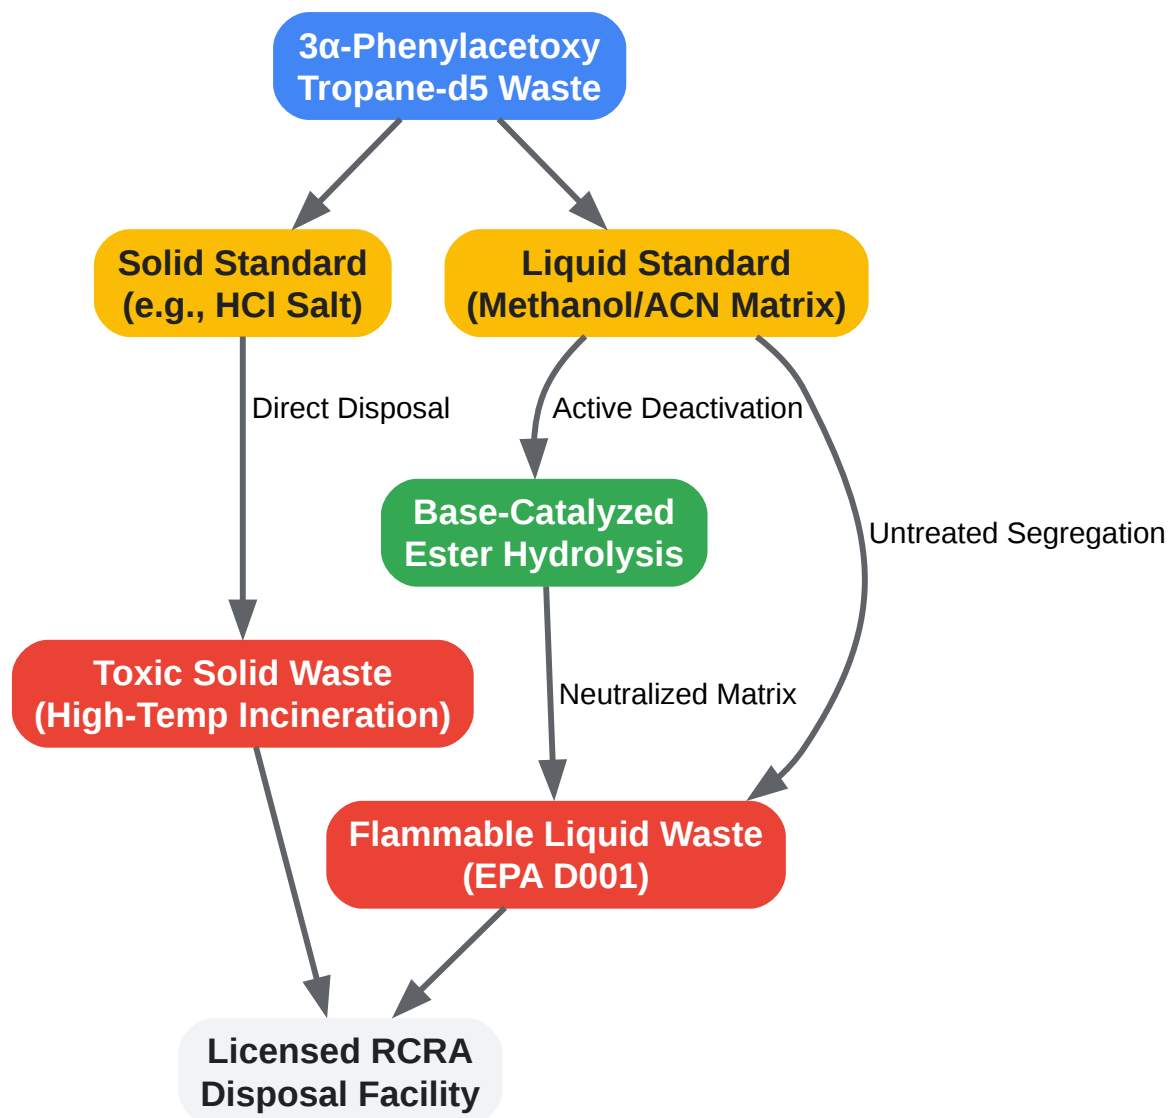 3α-Phenylacetoxy
Tropane-d5 Waste
Solid Standard
(e.g., HCl Salt)
Liquid Standard
(Methanol/ACN Matrix)
Direct Disposal
Active Deactivation
Base-Catalyzed
Ester Hydrolysis
Untreated Segregation
Toxic Solid Waste
(High-Temp Incineration)
Neutralized Matrix
Flammable Liquid Waste
(EPA D001)
Licensed RCRA
Disposal Facility